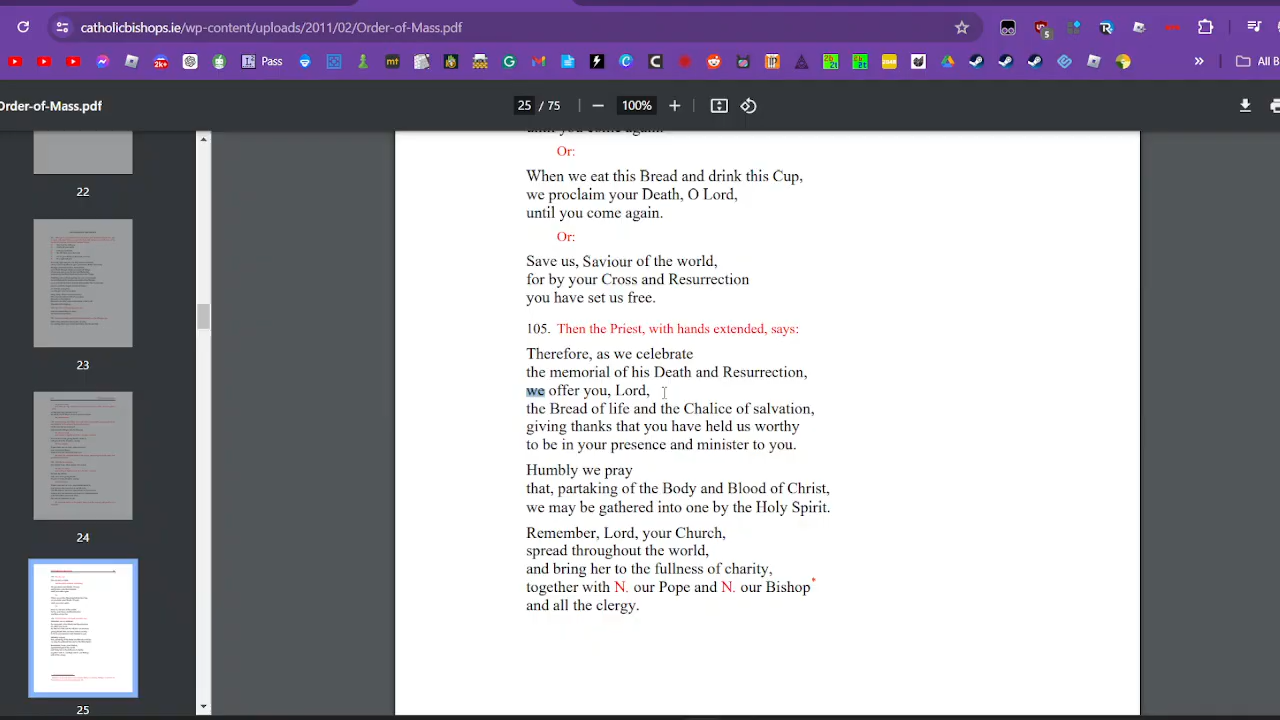 catholicbishops.ie/wp-content/uploads/2011/02/Order-of-Mass.pdf
5
2k+
Pass
All B
Order-of-Mass.pdf
25 / 75
100%
until you come again.
Or:
When we eat this Bread and drink this Cup,
we proclaim your Death, O Lord,
until you come again.
Or:
Save us, Saviour of the world,
for by your Cross and Resurrection
you have set us free.
105. Then the Priest, with hands extended, says:
Therefore, as we celebrate
the memorial of his Death and Resurrection,
we offer you, Lord,
the Bread of life and the Chalice of salvation,
giving thanks that you have held us worthy
to be in your presence and minister to you.
Humbly we pray
that, partaking of the Body and Blood of Christ,
we may be gathered into one by the Holy Spirit.
Remember, Lord, your Church,
spread throughout the world,
and bring her to the fullness of charity,
together with N. our Pope and N. our Bishop*
and all the clergy.
22
23
24
25